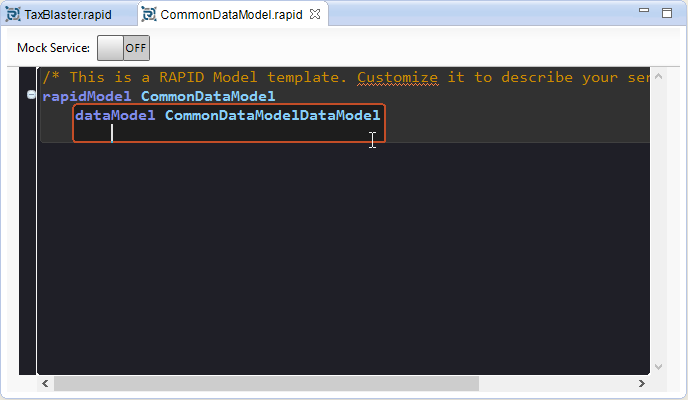 TaxBlaster.rapid CommonDataModel.rapid
Mock Service: OFF
/* This is a RAPID Model template. Customize it to describe your ser
rapidModel CommonDataModel
dataModel CommonDataModelDataModel